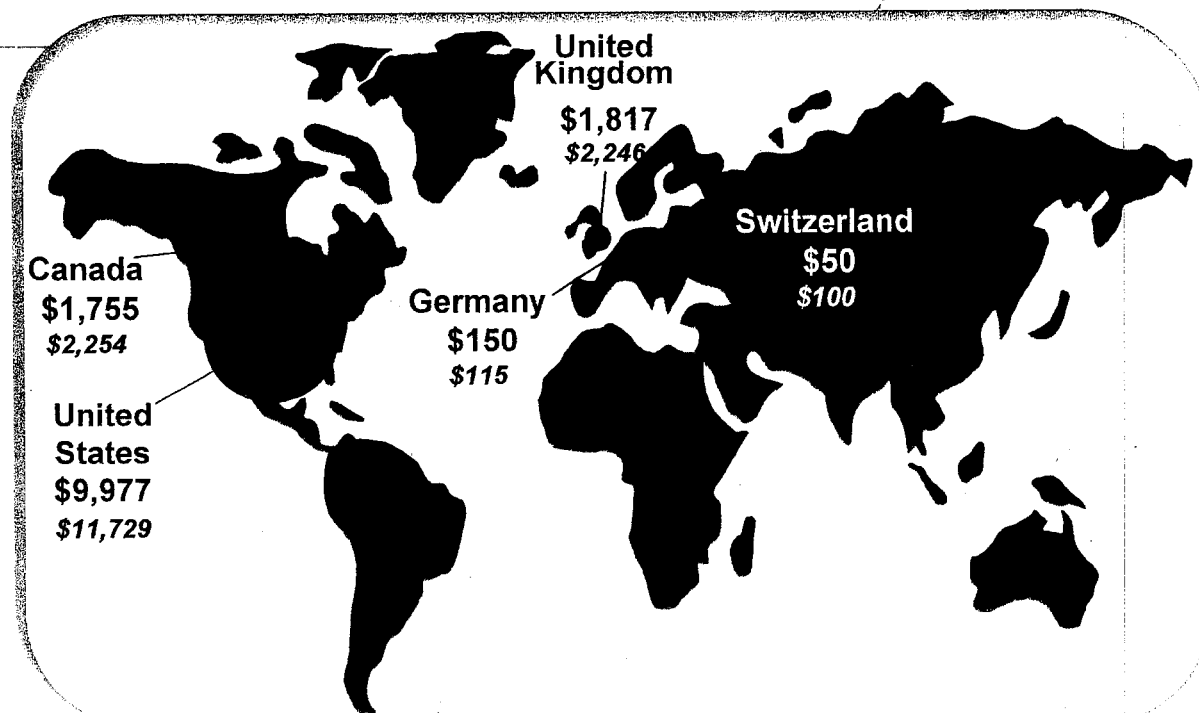 United
Kingdom
$1,817
$2,246
Switzerland
$50
$100
Canada
$1,755
$2,254
Germany
$150
$115
United
States
$9,977
$11,729